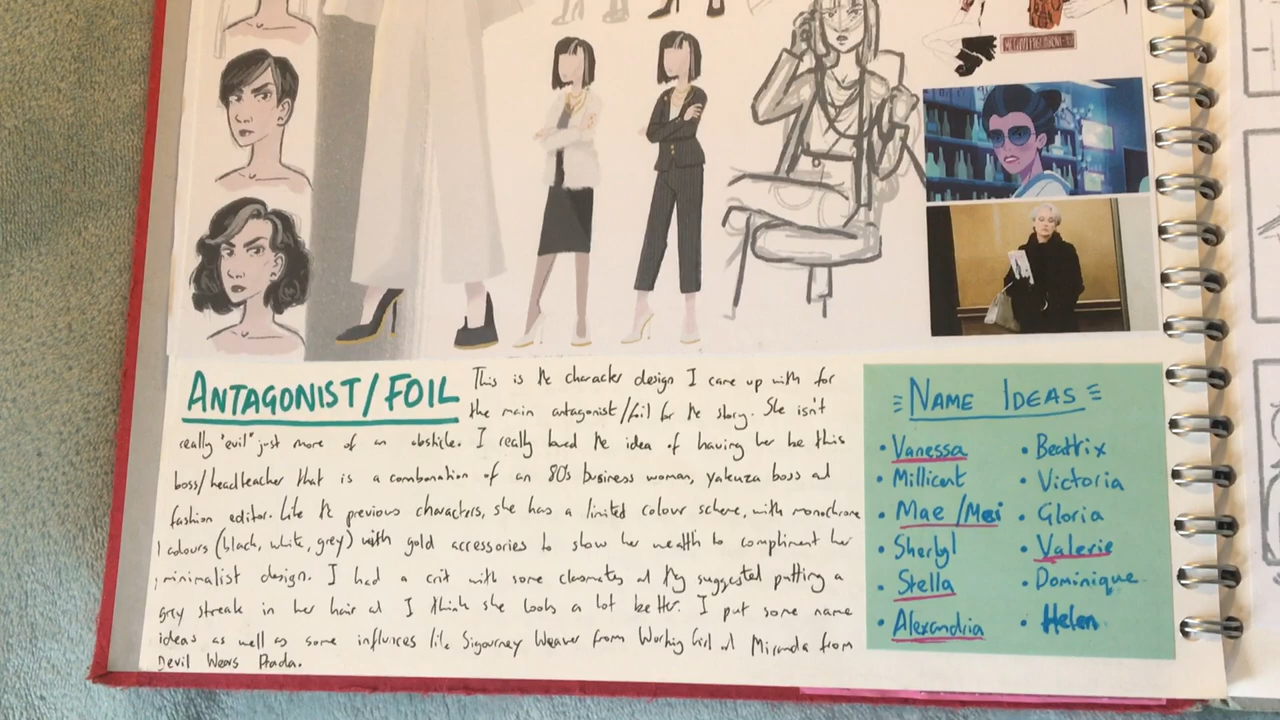 ANTAGONIST/FOIL
This is the character design I came up with for
the main antagonist/foil for the story. She isn't
really "evil" just more of an obsticle. I really loved the idea of having her be this
boss/headteacher that is a combonation of an 80s business woman, yakuza boss and
fashion editor. Like the previous characters, she has a limited colour scheme, with monochrome
colours (black, white, grey) with gold accessories to show her wealth to compliment her
minimalist design. I had a crit with some classmates and they suggested putting a
grey streak in her hair and I think she looks a lot better. I put some name
ideas as well as some influnces like Sigourney Weaver from Working Girl and Miranda from
Devil Wears Prada.
NAME IDEAS
• Vanessa
• Millicent
• Mae/Mei
• Sherbyl
• Stella
• Alexandria
• Beatrix
• Victoria
• Gloria
• Valerie
• Dominique
• Helen